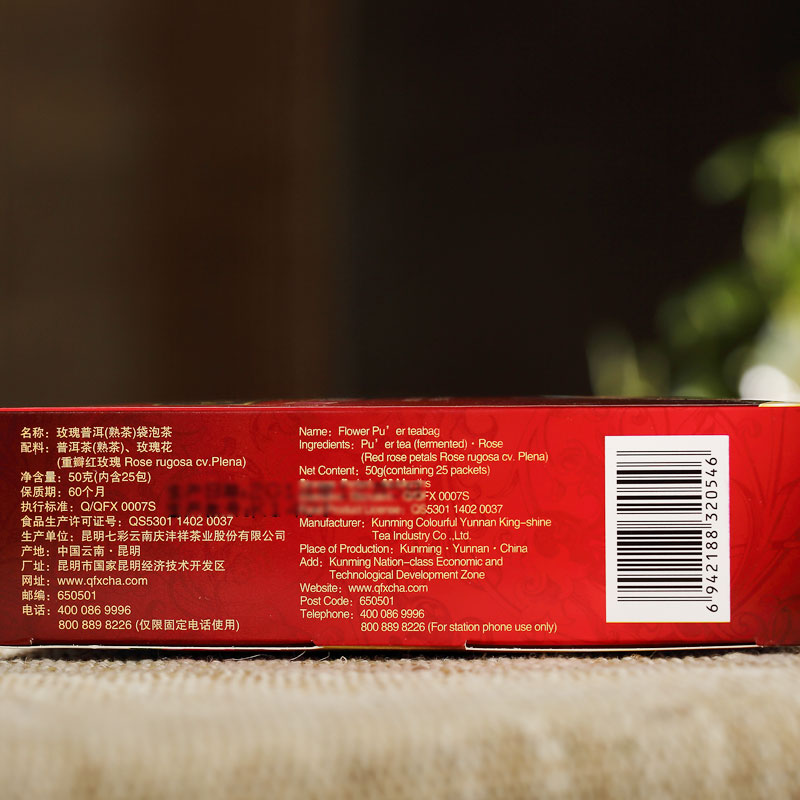 名称：玫瑰普洱(熟茶)袋泡茶
配料：普洱茶(熟茶)、玫瑰花
(重瓣红玫瑰 Rose rugosa cv.Plena)
净含量：50克(内含25包)
保质期：60个月
执行标准：Q/QFX 0007S
食品生产许可证号：QS5301 1402 0037
生产单位：昆明七彩云南庆沣祥茶业股份有限公司
产地：中国云南·昆明
厂址：昆明市国家昆明经济技术开发区
网址：www.qfxcha.com
邮编：650501
电话：400 086 9996
800 889 8226 (仅限固定电话使用)
Name：Flower Pu’er teabag
Ingredients：Pu’er tea (fermented)·Rose
(Red rose petals Rose rugosa cv. Plena)
Net Content：50g(containing 25 packets)
Q/QFX 0007S
QS5301 1402 0037
Manufacturer：Kunming Colourful Yunnan King-shine
Tea Industry Co .,Ltd.
Place of Production：Kunming·Yunnan·China
Add：Kunming Nation-class Economic and
Technological Development Zone
Website：www.qfxcha.com
Post Code：650501
Telephone：400 086 9996
800 889 8226 (For station phone use only)
6 942188 320546